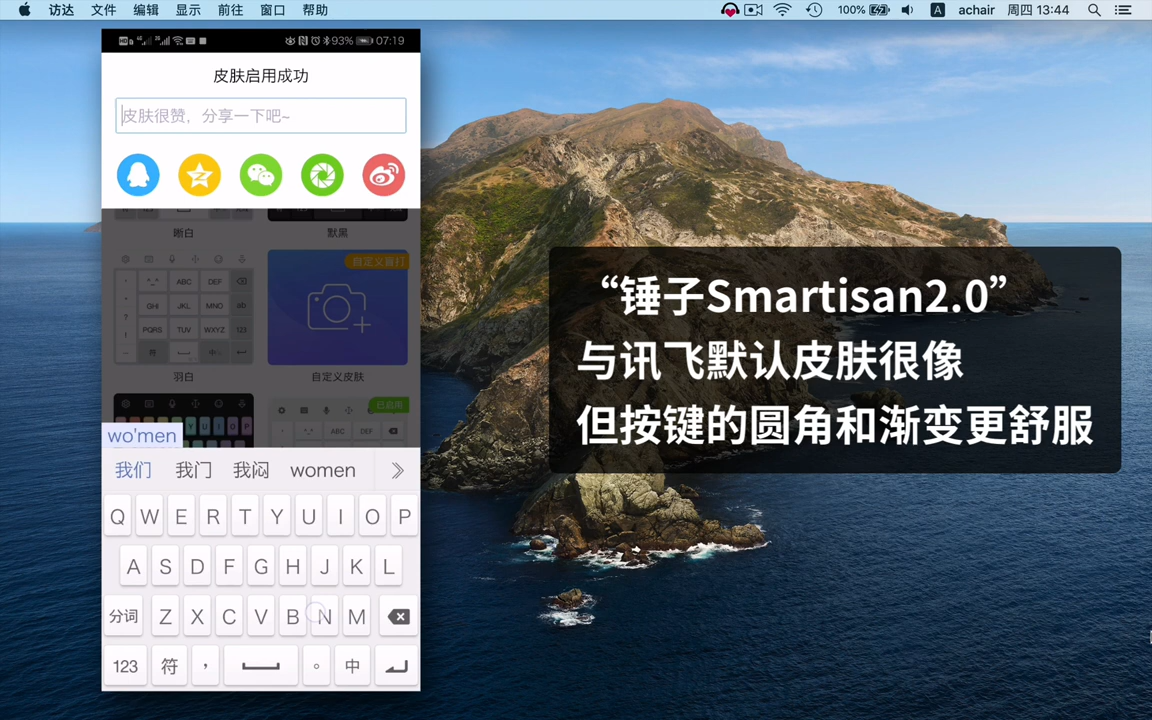 访达 文件 编辑 显示 前往 窗口 帮助
100% A achair 周四 13:44
93% 07:19
皮肤启用成功
皮肤很赞，分享一下吧~
晰白 默黑
自定义盲打
ABC DEF
GHI JKL MNO ab
PQRS TUV WXYZ 123
符 中
羽白 自定义皮肤
已启用
Y U I O P
ABC DEF
wo'men
我们 我门 我闷 women
Q W E R T Y U I O P
A S D F G H J K L
分词 Z X C V B N M
123 符 ， 。 中
“锤子Smartisan2.0”
与讯飞默认皮肤很像
但按键的圆角和渐变更舒服